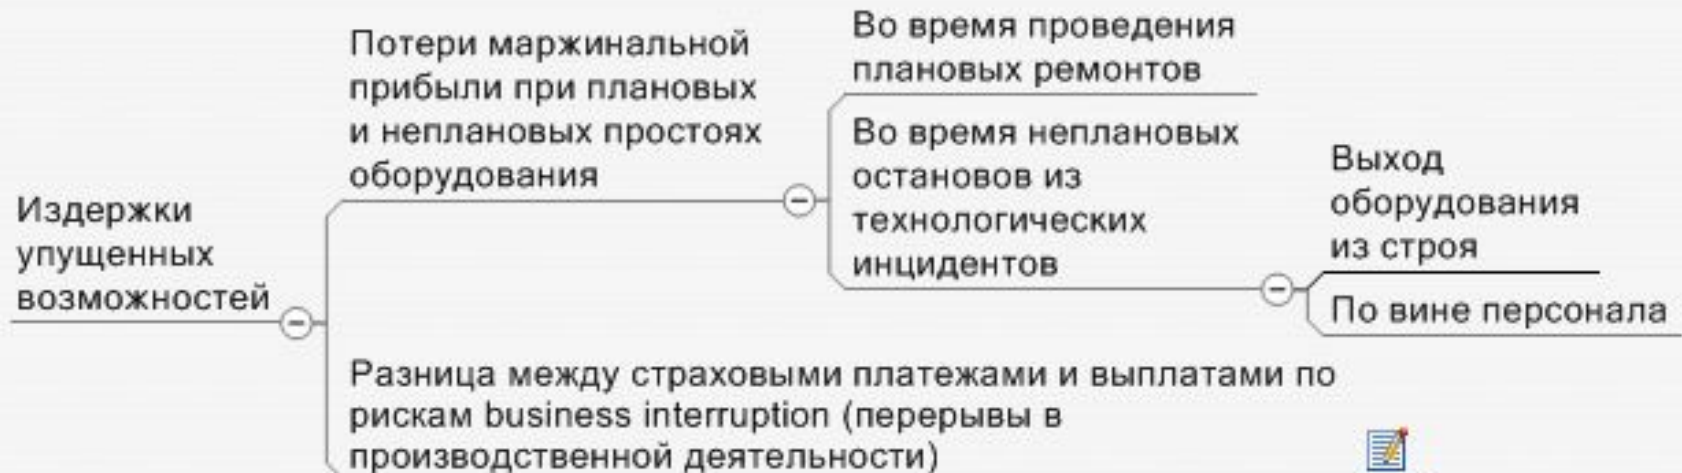 Издержки
упущенных
возможностей
Потери маржинальной
прибыли при плановых
и неплановых простоях
оборудования
Во время проведения
плановых ремонтов
Во время неплановых
остановов из
технологических
инцидентов
Выход
оборудования
из строя
По вине персонала
Разница между страховыми платежами и выплатами по
рискам business interruption (перерывы в
производственной деятельности)